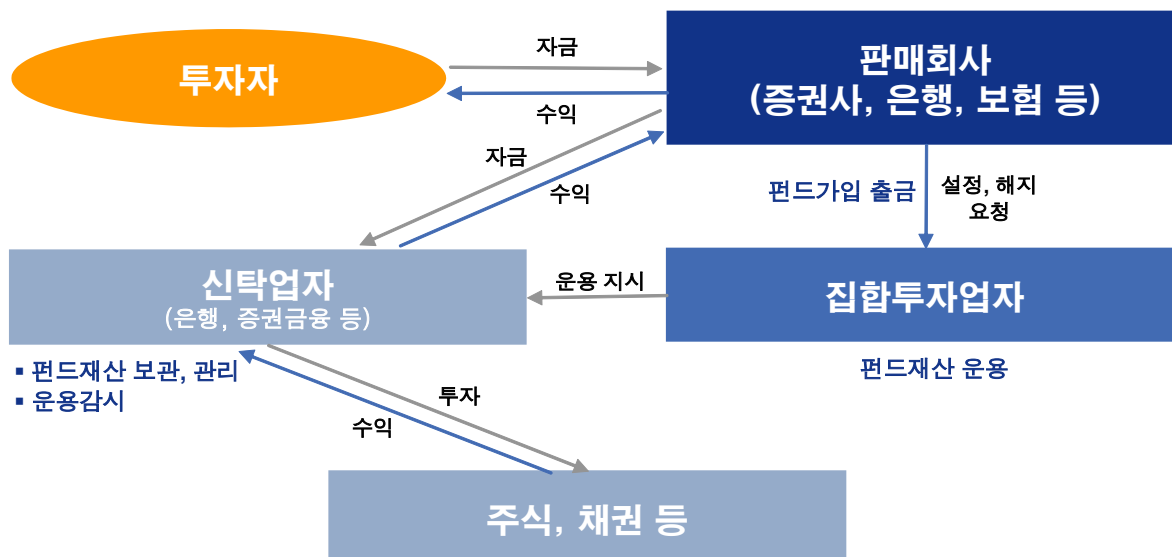 투자자
자금
수익
판매회사
(증권사, 은행, 보험 등)
자금
수익
펀드가입 출금
설정, 해지
요청
신탁업자
(은행, 증권금융 등)
운용 지시
집합투자업자
▪ 펀드재산 보관, 관리
▪ 운용감시
펀드재산 운용
투자
수익
주식, 채권 등